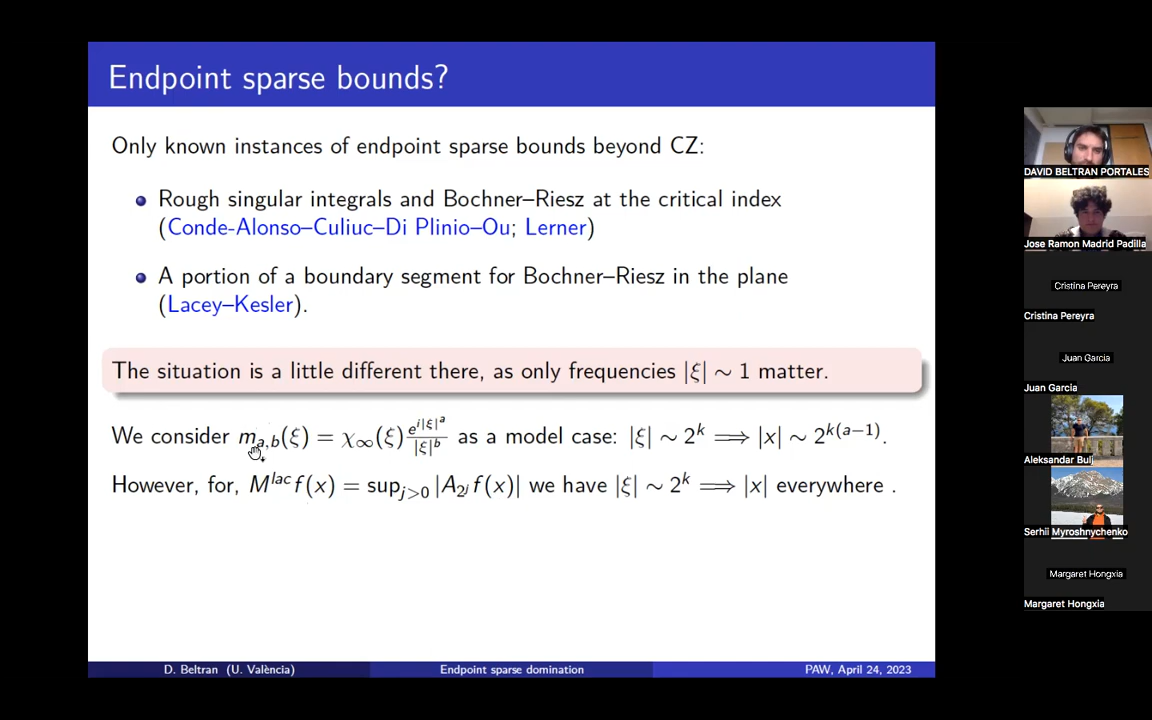 Endpoint sparse bounds?
Only known instances of endpoint sparse bounds beyond CZ:
Rough singular integrals and Bochner–Riesz at the critical index
(Conde-Alonso–Culiuc–Di Plinio–Ou; Lerner)
A portion of a boundary segment for Bochner–Riesz in the plane
(Lacey–Kesler).
The situation is a little different there, as only frequencies |ξ| ∼ 1 matter.
We consider m_{a,b}(ξ) = χ_∞(ξ) e^{i|ξ|^a}/|ξ|^b as a model case: |ξ| ∼ 2^k ⟹ |x| ∼ 2^{k(a−1)}.
However, for, M^{lac} f(x) = sup_{j>0} |A_{2^j} f(x)| we have |ξ| ∼ 2^k ⟹ |x| everywhere .
D. Beltran (U. València)
Endpoint sparse domination
PAW, April 24, 2023
DAVID BELTRAN PORTALES
Jose Ramon Madrid Padilla
Cristina Pereyra
Cristina Pereyra
Juan Garcia
Juan Garcia
Aleksandar Bulj
Serhii Myroshnychenko
Margaret Hongxia
Margaret Hongxia